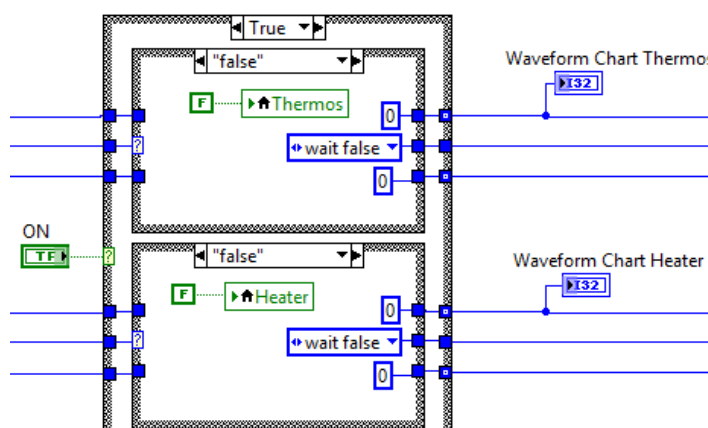 True
"false"
Waveform Chart Thermos
I32
F
Thermos
0
?
wait false
0
ON
TF
?
"false"
Waveform Chart Heater
I32
F
Heater
0
?
wait false
0